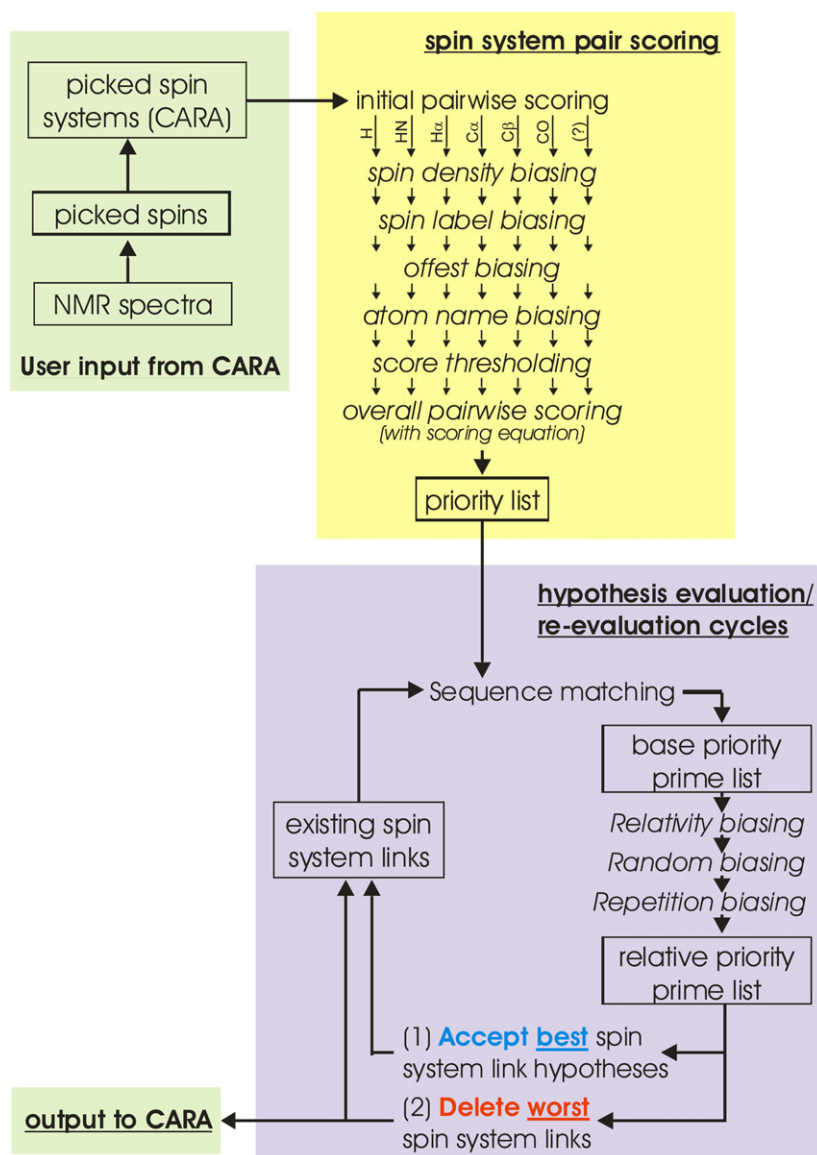 picked spin
systems (CARA)
picked spins
NMR spectra
User input from CARA
spin system pair scoring
initial pairwise scoring
H HN Hα Cα Cβ CO (?)
spin density biasing
spin label biasing
offest biasing
atom name biasing
score thresholding
overall pairwise scoring
(with scoring equation)
priority list
hypothesis evaluation/
re-evaluation cycles
Sequence matching
base priority
prime list
existing spin
system links
Relativity biasing
Random biasing
Repetition biasing
relative priority
prime list
(1) Accept best spin
system link hypotheses
(2) Delete worst
spin system links
output to CARA